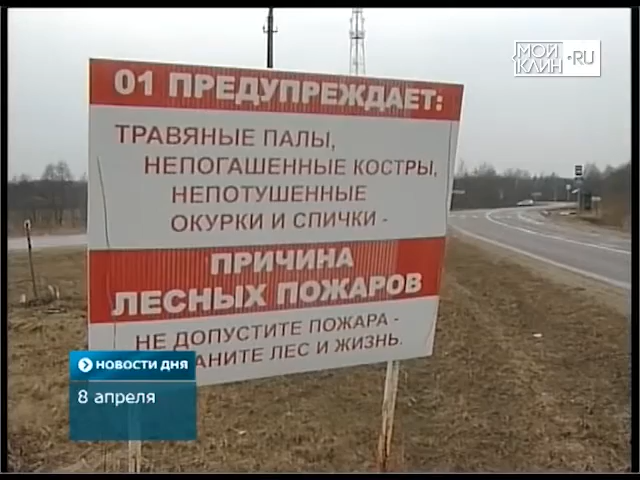 МОЙ
КЛИН.RU
01 ПРЕДУПРЕЖДАЕТ:
ТРАВЯНЫЕ ПАЛЫ,
НЕПОГАШЕННЫЕ КОСТРЫ,
НЕПОТУШЕННЫЕ
ОКУРКИ И СПИЧКИ -
ПРИЧИНА
ЛЕСНЫХ ПОЖАРОВ
НЕ ДОПУСТИТЕ ПОЖАРА -
ЛЕС И ЖИЗНЬ.
НОВОСТИ ДНЯ
8 апреля